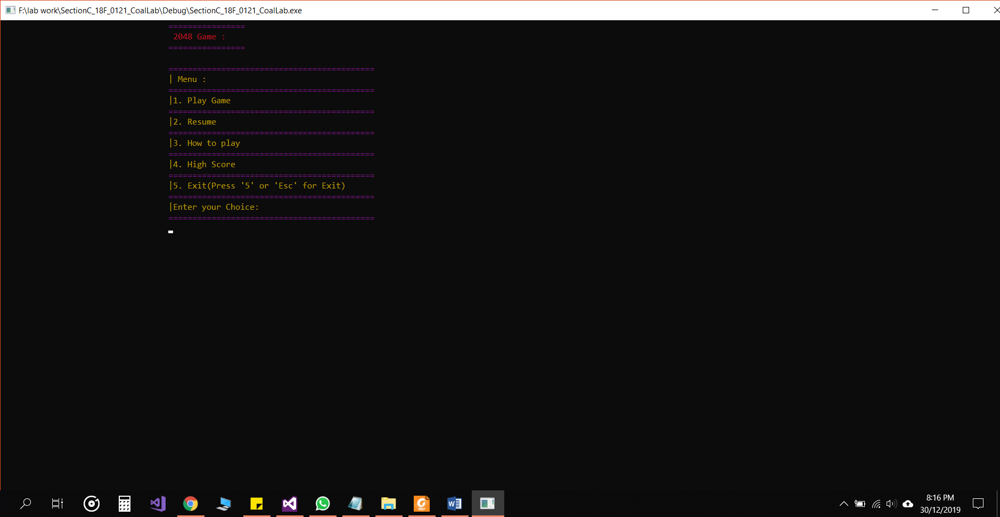 F:\lab work\SectionC_18F_0121_CoalLab\Debug\SectionC_18F_0121_CoalLab.exe
================
2048 Game :
================
===========================================
| Menu :
===========================================
|1. Play Game
===========================================
|2. Resume
===========================================
|3. How to play
===========================================
|4. High Score
===========================================
|5. Exit(Press '5' or 'Esc' for Exit)
===========================================
|Enter your Choice:
===========================================
PDF
8:16 PM
30/12/2019